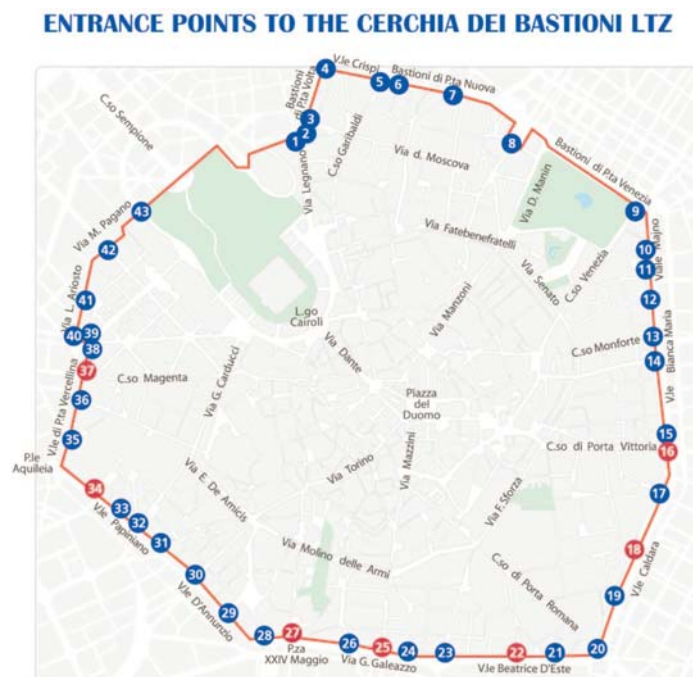 ENTRANCE POINTS TO THE CERCHIA DEI BASTIONI LTZ
4
V.le Crispi
5
6
Bastioni di P.ta Nuova
7
Bastioni
di P.ta Volta
3
2
1
8
C.so Sempione
Via Legnano
C.so Garibaldi
Via d. Moscova
Bastioni di P.ta Venezia
Via D. Manin
9
43
Via M. Pagano
42
Via Fatebenefratelli
10
11
Viale Majno
Via Senato
C.so Venezia
41
Via L. Ariosto
12
L.go
Cairoli
Via Manzoni
40
39
38
13
C.so Monforte
14
V.le Bianca Maria
Via Dante
37
C.so Magenta
Via G. Carducci
36
V.le di P.ta Vercellina
Piazza
del
Duomo
35
15
C.so di Porta Vittoria
16
P.le
Aquileia
Via Torino
Via Mazzini
34
17
33
32
31
V.le Papiniano
Via E. De Amicis
Via F. Sforza
Via Molino delle Armi
18
V.le Caldara
30
C.so di Porta Romana
19
29
V.le D'Annunzio
28
27
26
25
24
23
22
21
20
P.za
XXIV Maggio
Via G. Galeazzo
V.le Beatrice D'Este